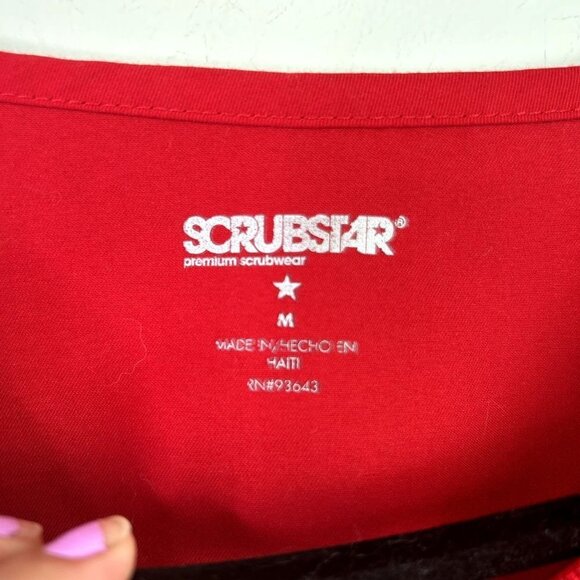 SCRUBSTAR®
premium scrubwear
M
MADE IN/HECHO EN
HAITI
RN#93643